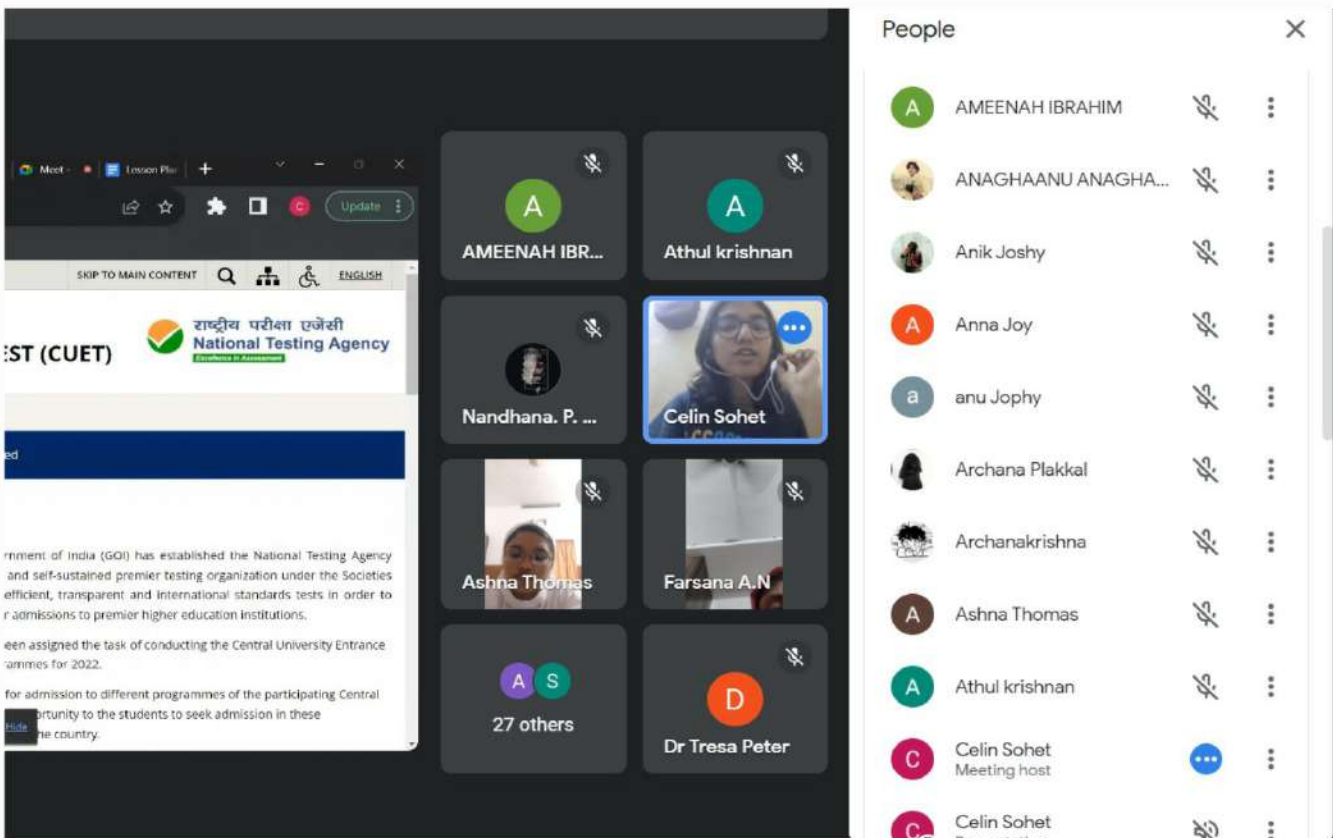 Meet -
Lesson Pla
Update
SKIP TO MAIN CONTENT
ENGLISH
EST (CUET)
राष्ट्रीय परीक्षा एजेंसी
National Testing Agency
Excellence in Assessment
ed
rnment of India (GOI) has established the National Testing Agency
and self-sustained premier testing organization under the Societies
efficient, transparent and international standards tests in order to
r admissions to premier higher education institutions.
een assigned the task of conducting the Central University Entrance
rammes for 2022.
for admission to different programmes of the participating Central
ortunity to the students to seek admission in these
Hide
he country.
A
AMEENAH IBR...
A
Athul krishnan
Nandhana. P. ...
Celin Sohet
Ashna Thomas
Farsana A.N
A S
27 others
D
Dr Tresa Peter
People
A AMEENAH IBRAHIM
ANAGHAANU ANAGHA...
Anik Joshy
A Anna Joy
a anu Jophy
Archana Plakkal
Archanakrishna
A Ashna Thomas
A Athul krishnan
C Celin Sohet
Meeting host
C Celin Sohet